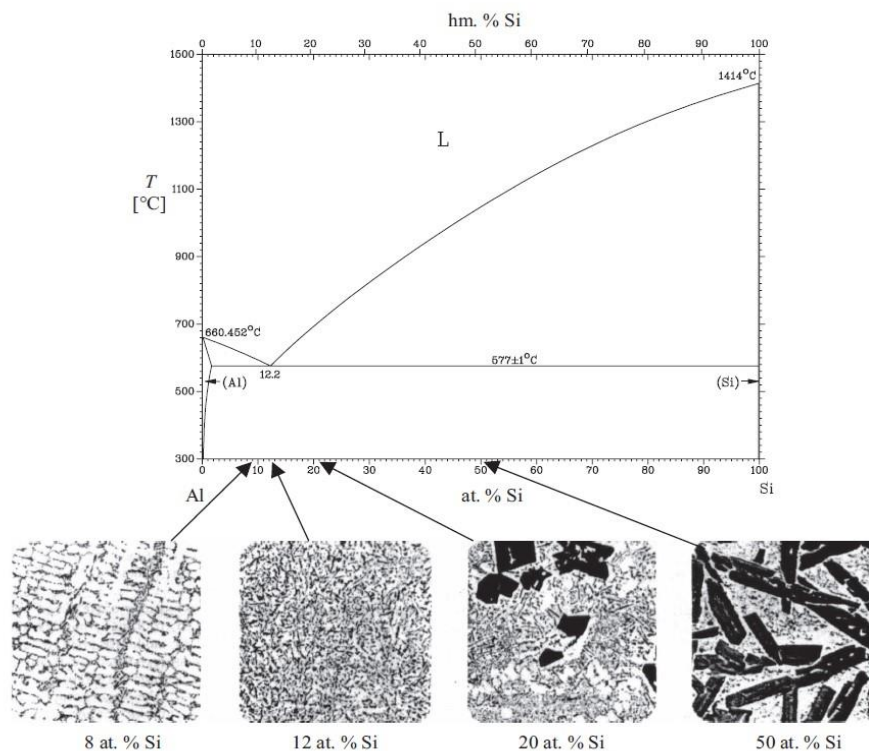 hm. % Si
0 10 20 30 40 50 60 70 80 90 100
1600
1414°C
1300
L
T
[°C]
1100
900
700
660.452°C
577±1°C
12.2
(Al)
(Si)
500
300
0 10 20 30 40 50 60 70 80 90 100
Al
at. % Si
Si
8 at. % Si
12 at. % Si
20 at. % Si
50 at. % Si